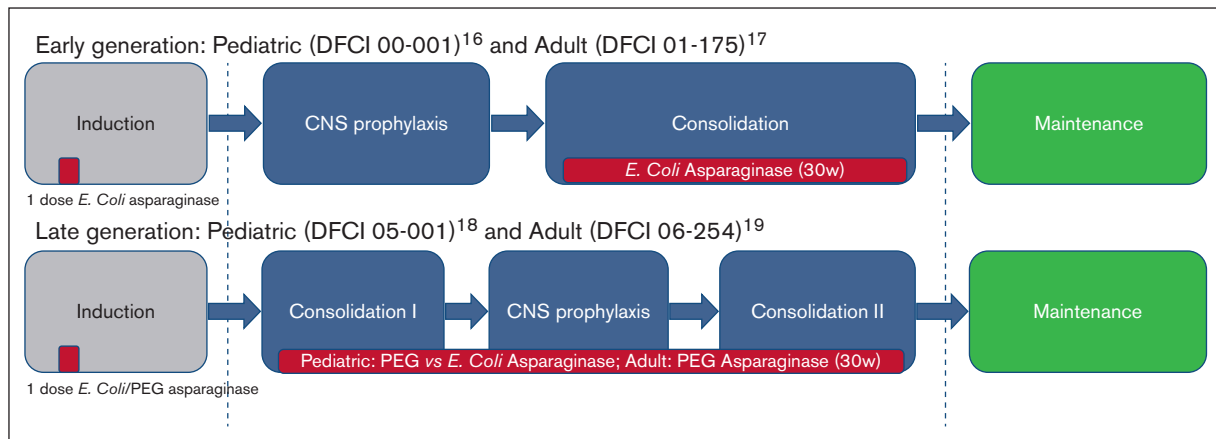 Early generation: Pediatric (DFCI 00-001)16 and Adult (DFCI 01-175)17
Induction
CNS prophylaxis
Consolidation
Maintenance
E. Coli Asparaginase (30w)
1 dose E. Coli asparaginase
Late generation: Pediatric (DFCI 05-001)18 and Adult (DFCI 06-254)19
Induction
Consolidation I
CNS prophylaxis
Consolidation II
Maintenance
Pediatric: PEG vs E. Coli Asparaginase; Adult: PEG Asparaginase (30w)
1 dose E. Coli/PEG asparaginase